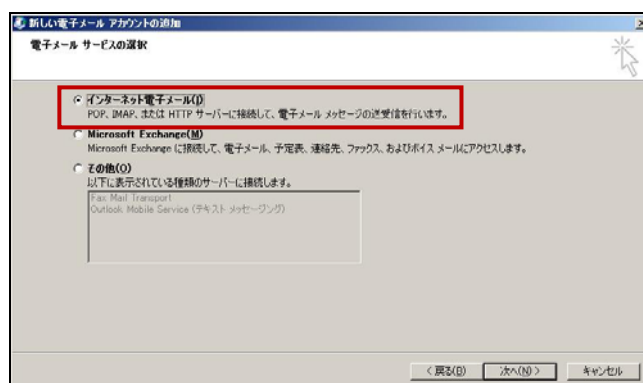 新しい電子メール アカウントの追加
電子メール サービスの選択
インターネット電子メール(I)
POP、IMAP、または HTTP サーバーに接続して、電子メール メッセージの送受信を行います。
Microsoft Exchange(M)
Microsoft Exchange に接続して、電子メール、予定表、連絡先、ファックス、およびボイス メールにアクセスします。
その他(O)
以下に表示されている種類のサーバーに接続します。
Fax Mail Transport
Outlook Mobile Service (テキスト メッセージング)
< 戻る(B)
次へ(N) >
キャンセル